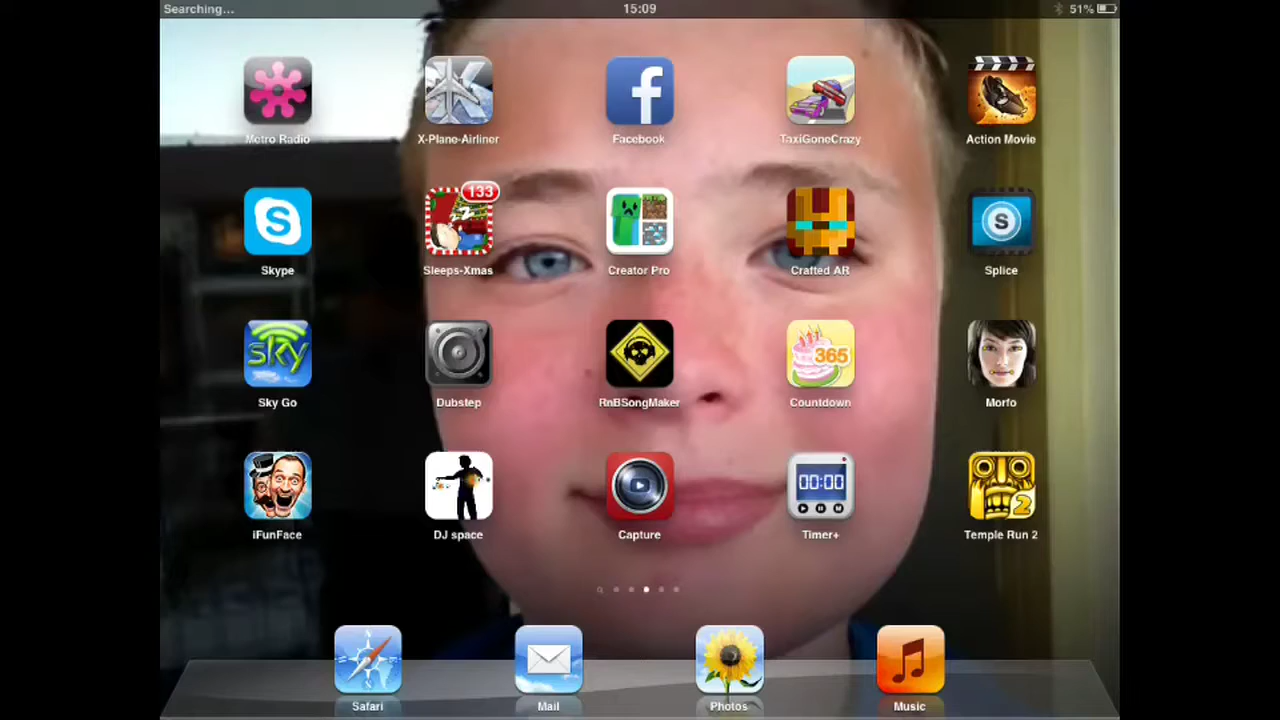 Searching... 15:09 51%
Metro Radio X-Plane-Airliner Facebook TaxiGoneCrazy Action Movie
133
Skype Sleeps-Xmas Creator Pro Crafted AR Splice
sky 365
Sky Go Dubstep RnBSongMaker Countdown Morfo
00:00 2
iFunFace DJ space Capture Timer+ Temple Run 2
Safari Mail Photos Music